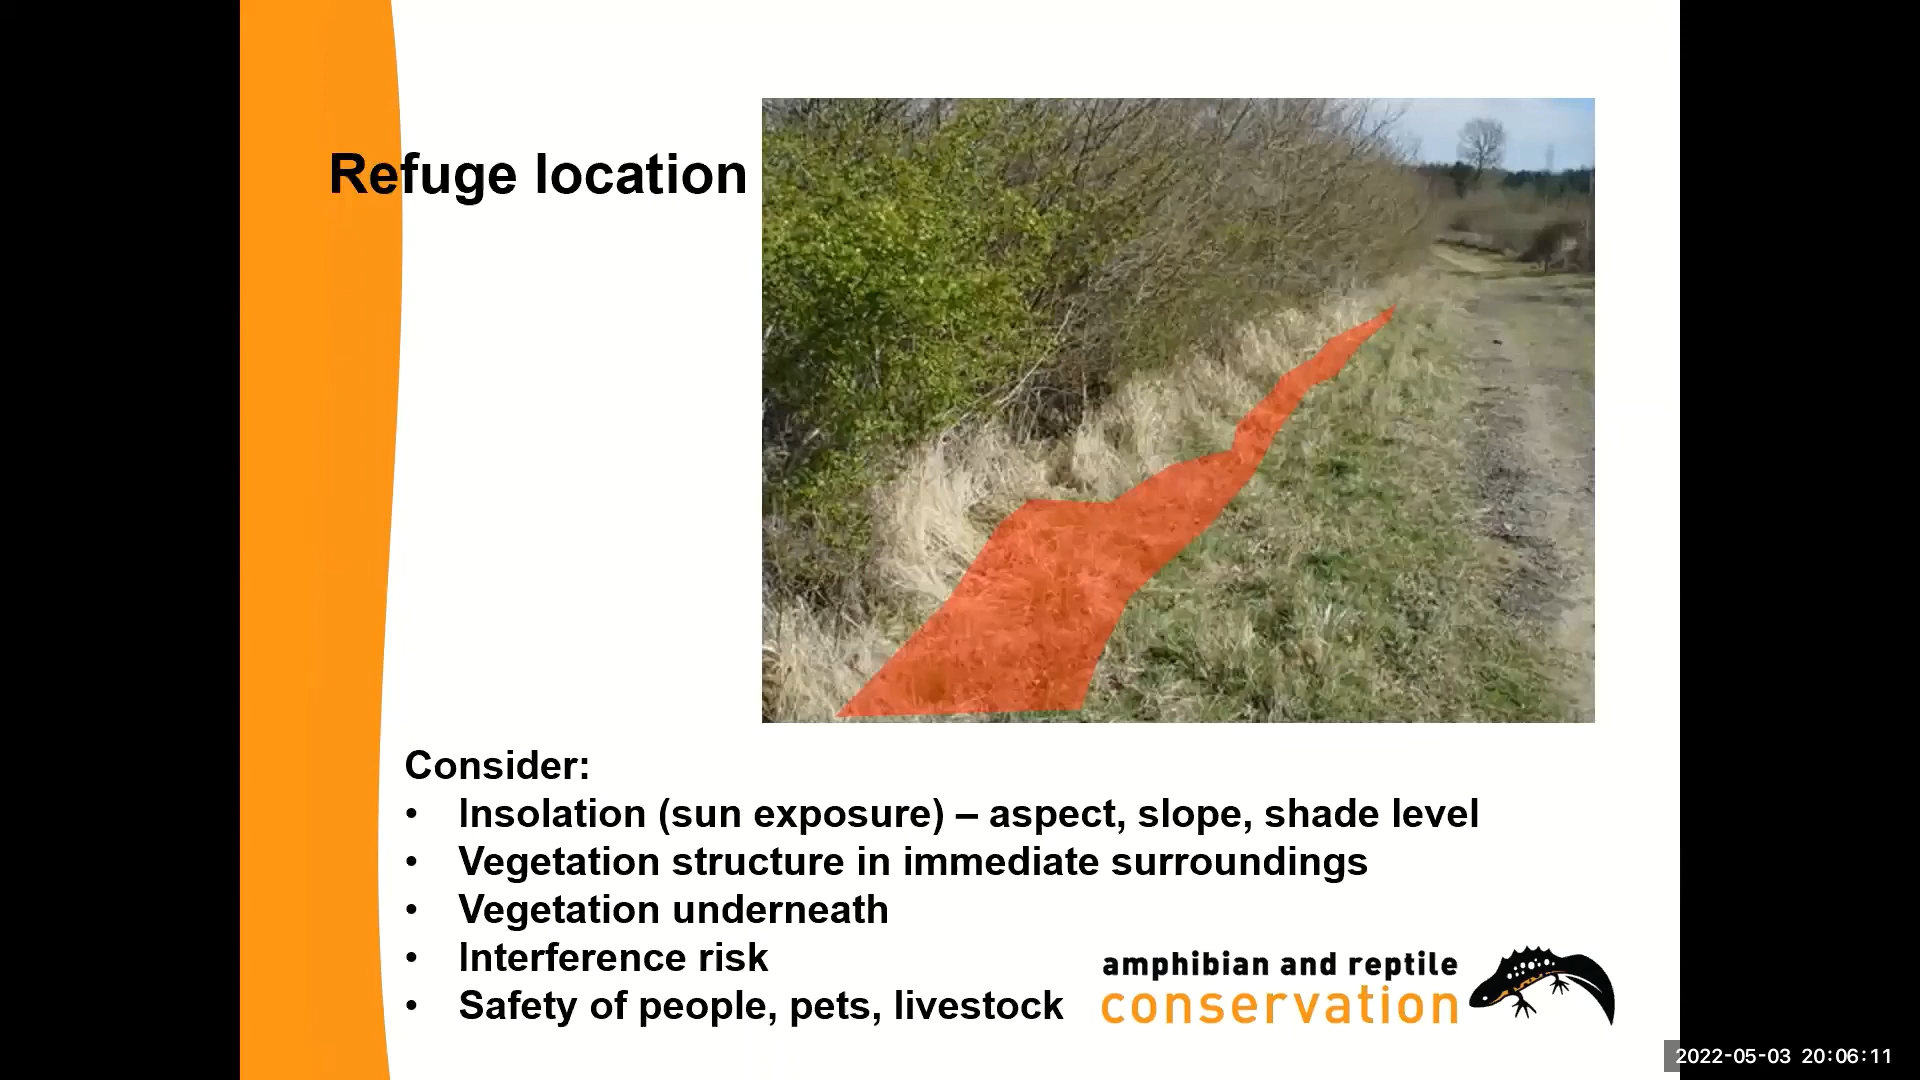 Refuge location
Consider:
• Insolation (sun exposure) – aspect, slope, shade level
• Vegetation structure in immediate surroundings
• Vegetation underneath
• Interference risk
• Safety of people, pets, livestock
amphibian and reptile
conservation
2022-05-03 20:06:11